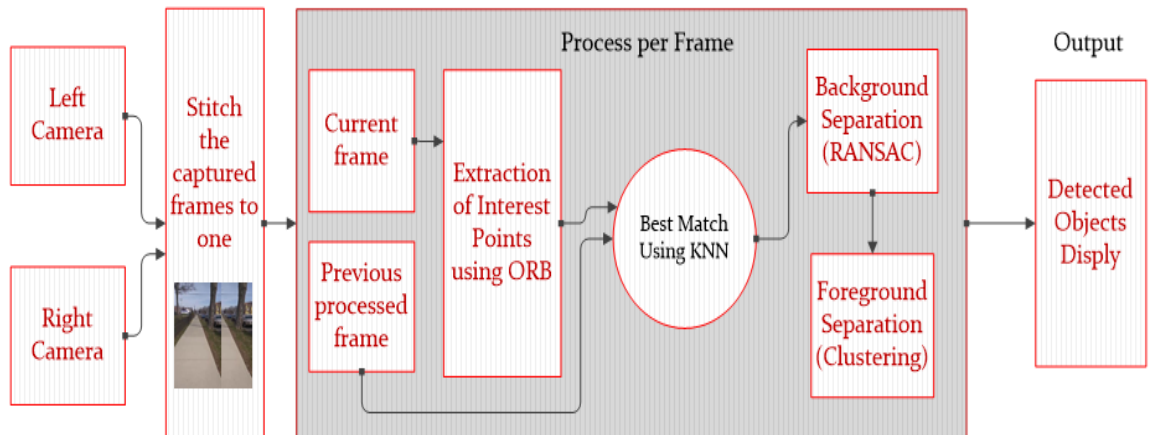 Left
Camera
Right
Camera
Stitch
the
captured
frames to
one
Process per Frame
Current
frame
Previous
processed
frame
Extraction
of Interest
Points
using ORB
Best Match
Using KNN
Background
Separation
(RANSAC)
Foreground
Separation
(Clustering)
Output
Detected
Objects
Disply